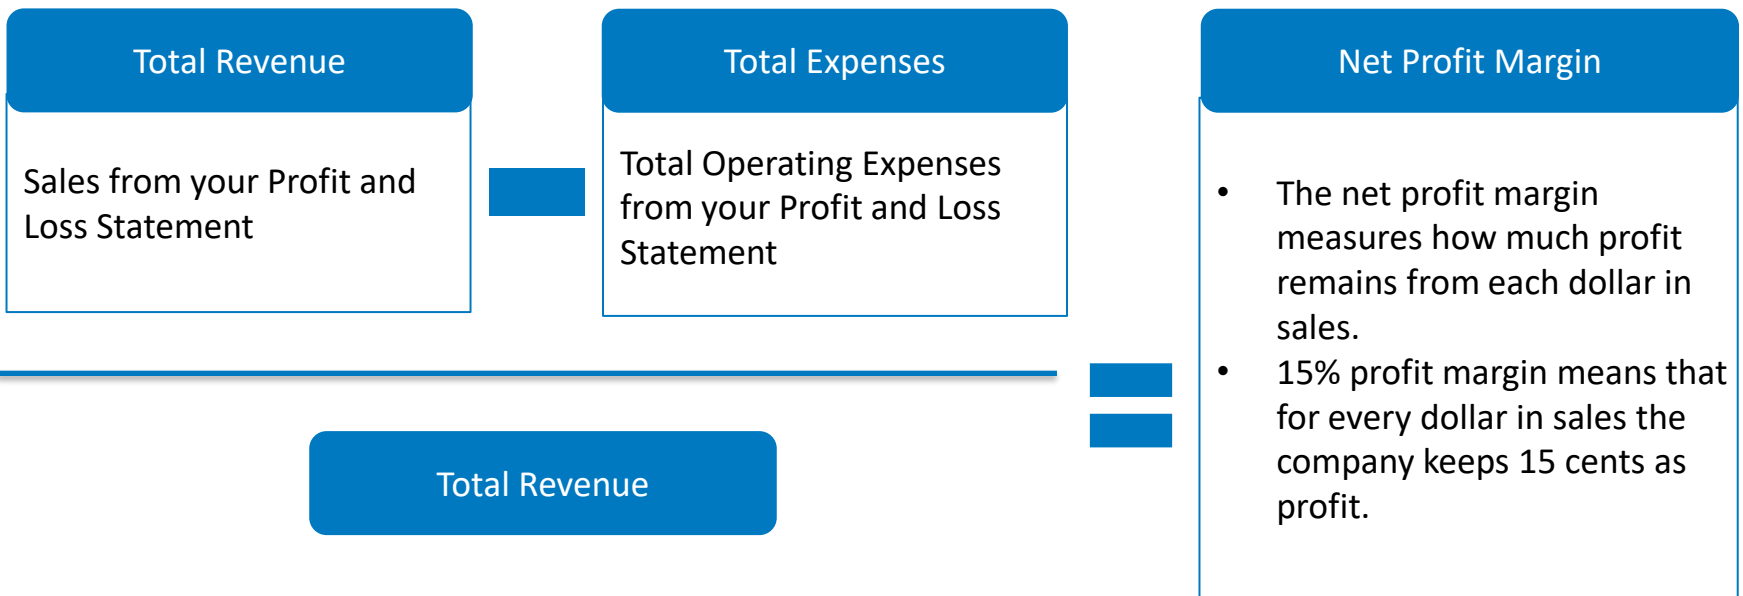 Total Revenue
Sales from your Profit and
Loss Statement
Total Expenses
Total Operating Expenses
from your Profit and Loss
Statement
Total Revenue
Net Profit Margin
• The net profit margin
measures how much profit
remains from each dollar in
sales.
• 15% profit margin means that
for every dollar in sales the
company keeps 15 cents as
profit.